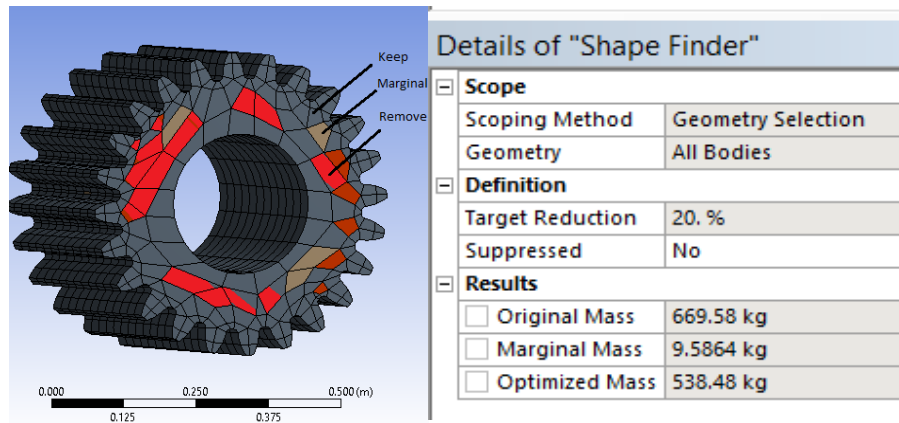 Keep
Marginal
Remove
0.000 0.250 0.500 (m)
0.125 0.375
Details of "Shape Finder"
Scope
Scoping Method Geometry Selection
Geometry All Bodies
Definition
Target Reduction 20. %
Suppressed No
Results
Original Mass 669.58 kg
Marginal Mass 9.5864 kg
Optimized Mass 538.48 kg